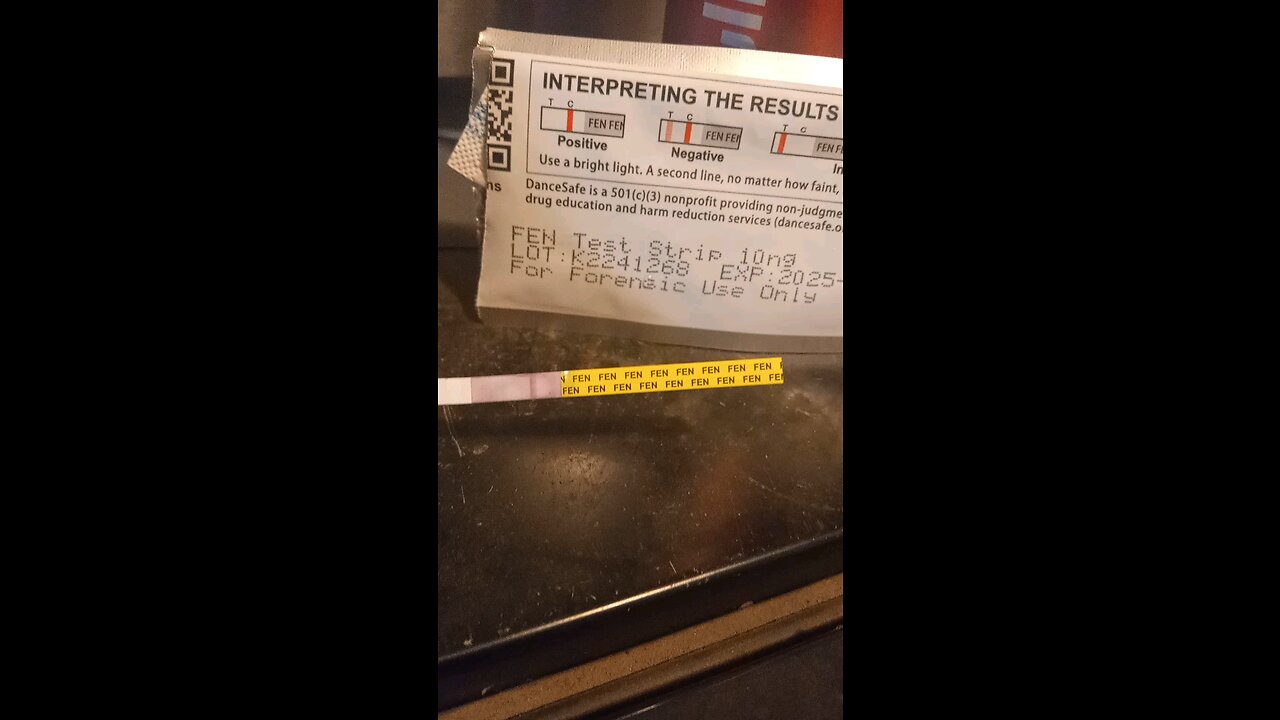 INTERPRETING THE RESULTS
T C
T C
T C
FEN FEN
FEN FEN
FEN F
Positive
Negative
In
Use a bright light. A second line, no matter how faint,
ns
DanceSafe is a 501(c)(3) nonprofit providing non-judgme
drug education and harm reduction services (dancesafe.o
FEN Test Strip 10ng
LOT:K2241268 EXP:2025-
For Forensic Use Only
N FEN FEN FEN FEN FEN FEN FEN FEN
FEN FEN FEN FEN FEN FEN FEN FEN FEN